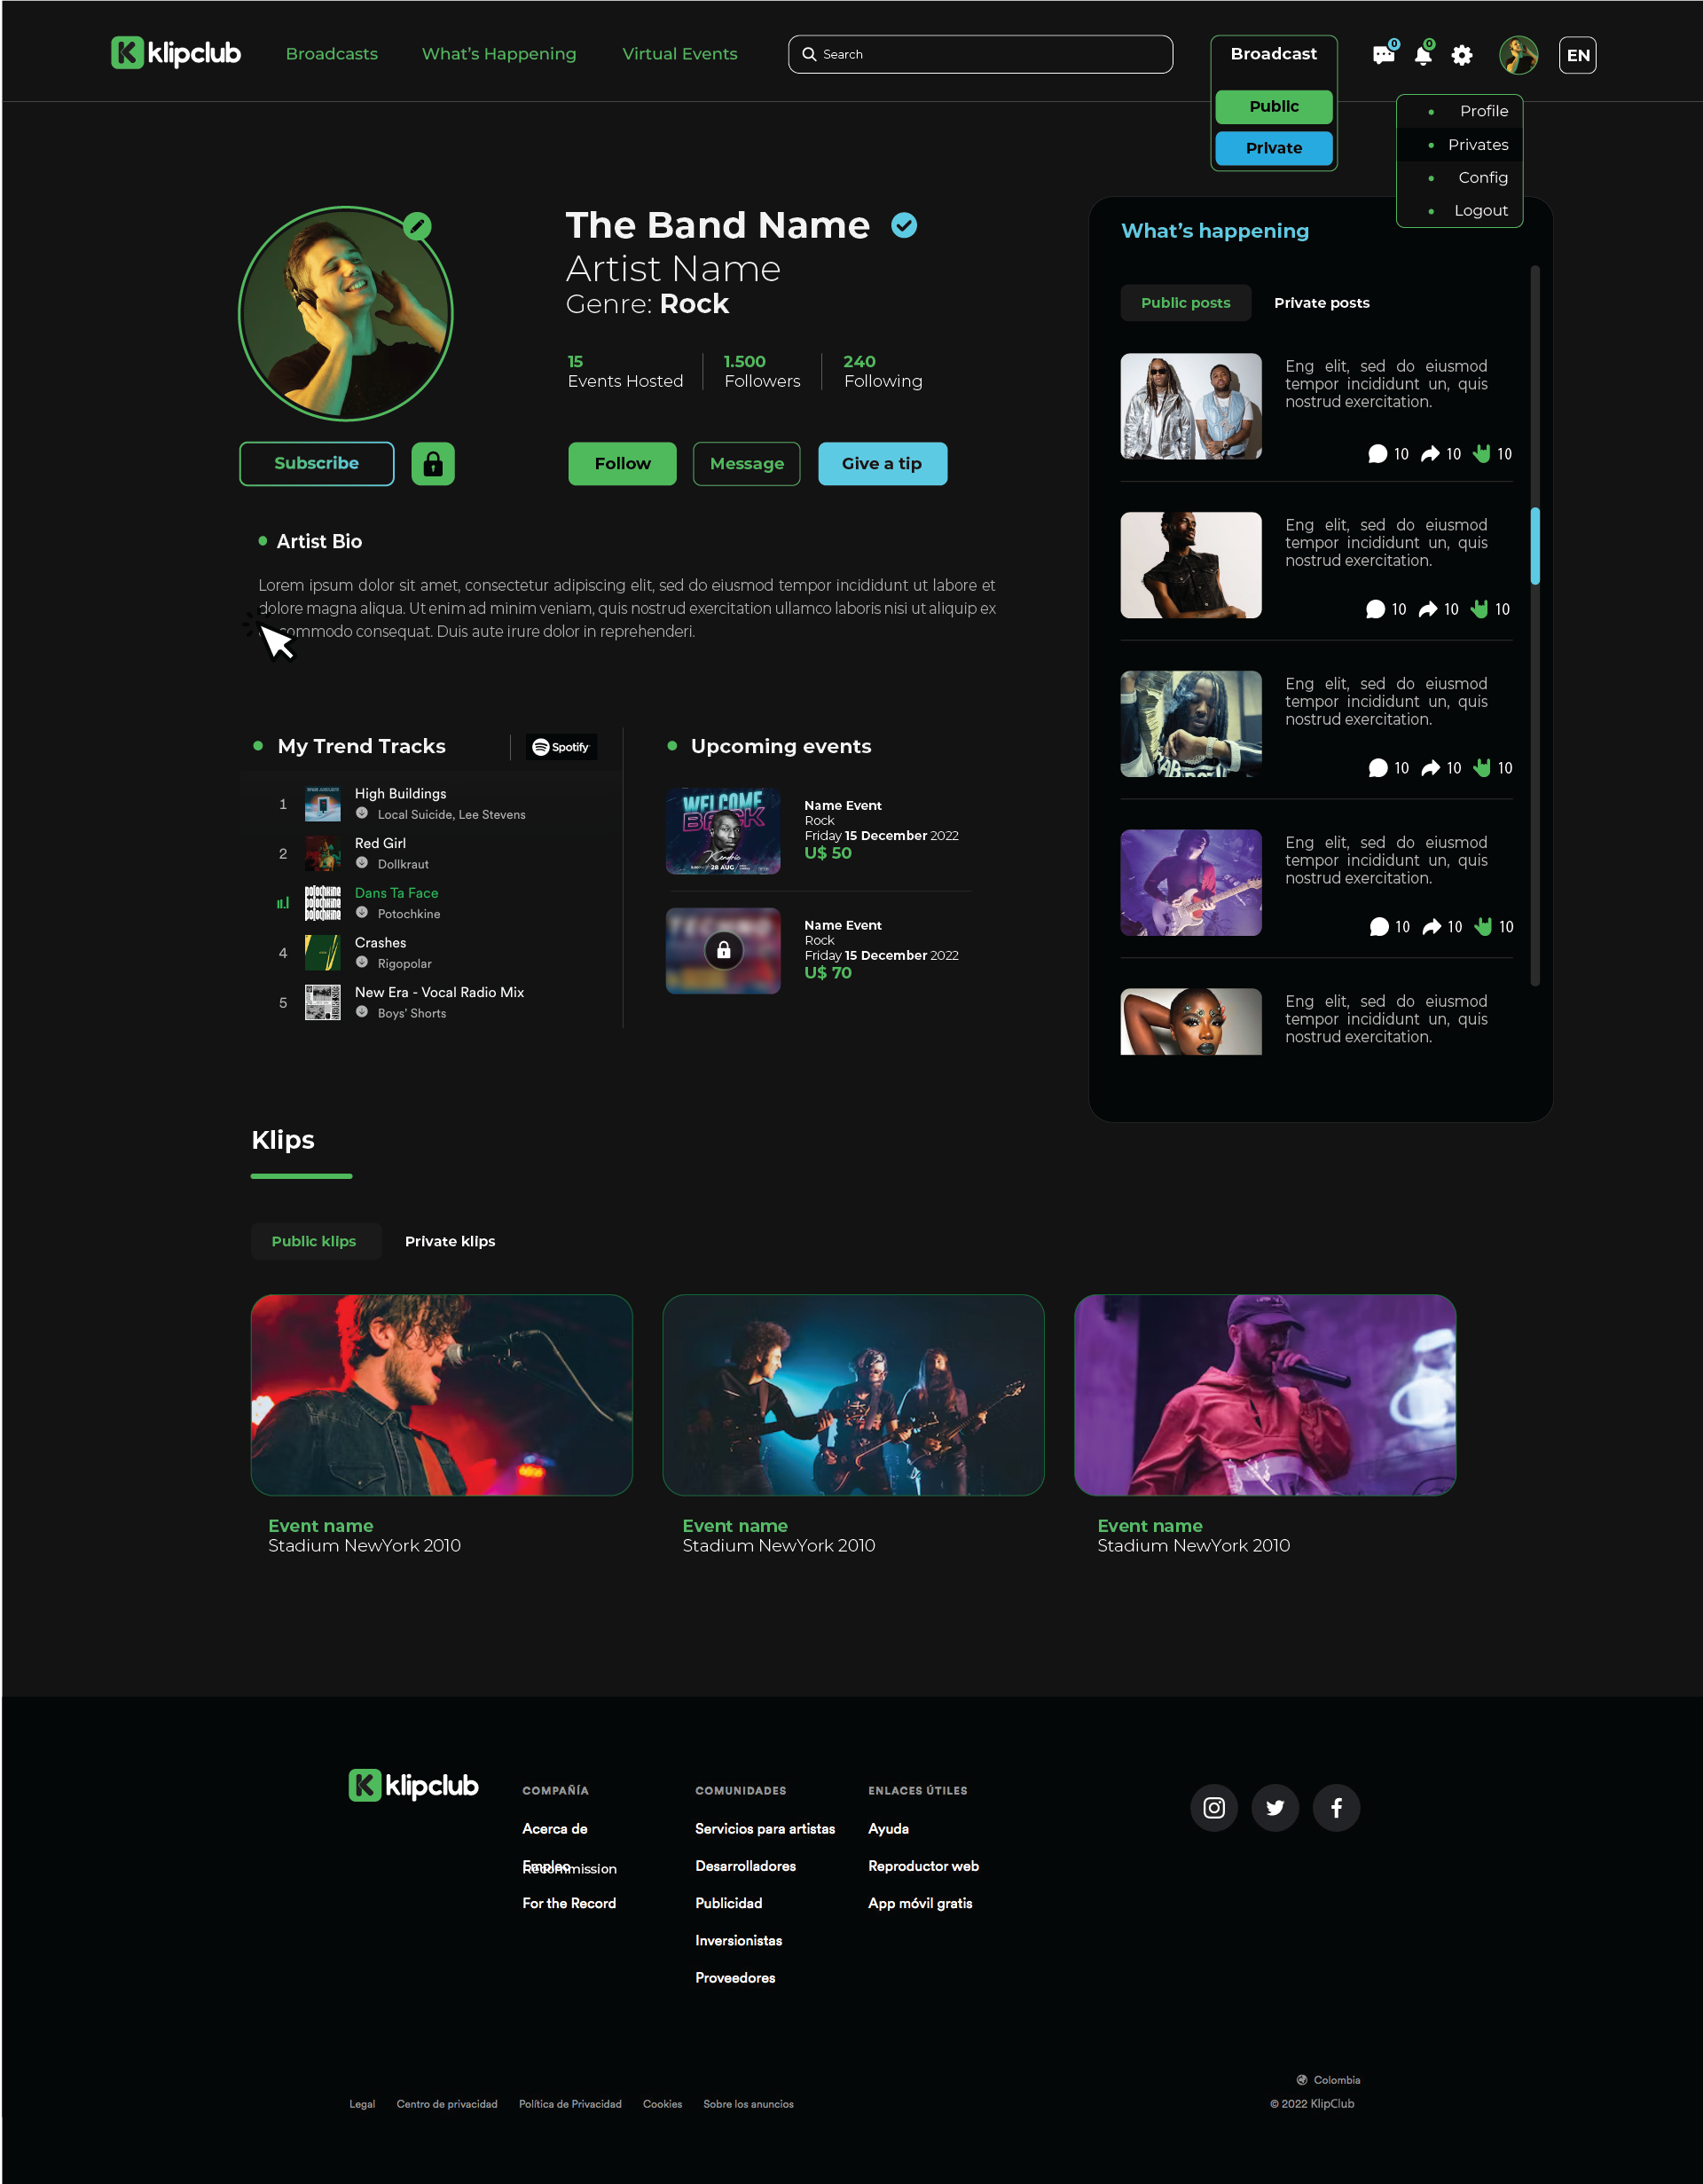 klipclub
Broadcasts
What's Happening
Virtual Events
Search
Broadcast
Public
Private
0
0
EN
Profile
Privates
Config
Logout
The Band Name
Artist Name
Genre: Rock
15
Events Hosted
1.500
Followers
240
Following
Subscribe
Follow
Message
Give a tip
Artist Bio
Lorem ipsum dolor sit amet, consectetur adipiscing elit, sed do eiusmod tempor incididunt ut labore et
dolore magna aliqua. Ut enim ad minim veniam, quis nostrud exercitation ullamco laboris nisi ut aliquip ex
commodo consequat. Duis aute irure dolor in reprehenderi.
My Trend Tracks
Spotify
1
High Buildings
Local Suicide, Lee Stevens
2
Red Girl
Dollkraut
Dans Ta Face
Potochkine
4
Crashes
Rigopolar
5
New Era - Vocal Radio Mix
Boys' Shorts
Upcoming events
WELCOME
BACK
Kendric
28 AUG
Name Event
Rock
Friday 15 December 2022
U$ 50
Name Event
Rock
Friday 15 December 2022
U$ 70
What's happening
Public posts
Private posts
Eng elit, sed do eiusmod
tempor incididunt un, quis
nostrud exercitation.
10 10 10
Eng elit, sed do eiusmod
tempor incididunt un, quis
nostrud exercitation.
10 10 10
Eng elit, sed do eiusmod
tempor incididunt un, quis
nostrud exercitation.
10 10 10
Eng elit, sed do eiusmod
tempor incididunt un, quis
nostrud exercitation.
10 10 10
Eng elit, sed do eiusmod
tempor incididunt un, quis
nostrud exercitation.
Klips
Public klips
Private klips
Event name
Stadium NewYork 2010
Event name
Stadium NewYork 2010
Event name
Stadium NewYork 2010
klipclub
COMPAÑÍA
Acerca de
Empleo
For the Record
COMUNIDADES
Servicios para artistas
Desarrolladores
Publicidad
Inversionistas
Proveedores
ENLACES ÚTILES
Ayuda
Reproductor web
App móvil gratis
Colombia
Legal
Centro de privacidad
Política de Privacidad
Cookies
Sobre los anuncios
© 2022 KlipClub